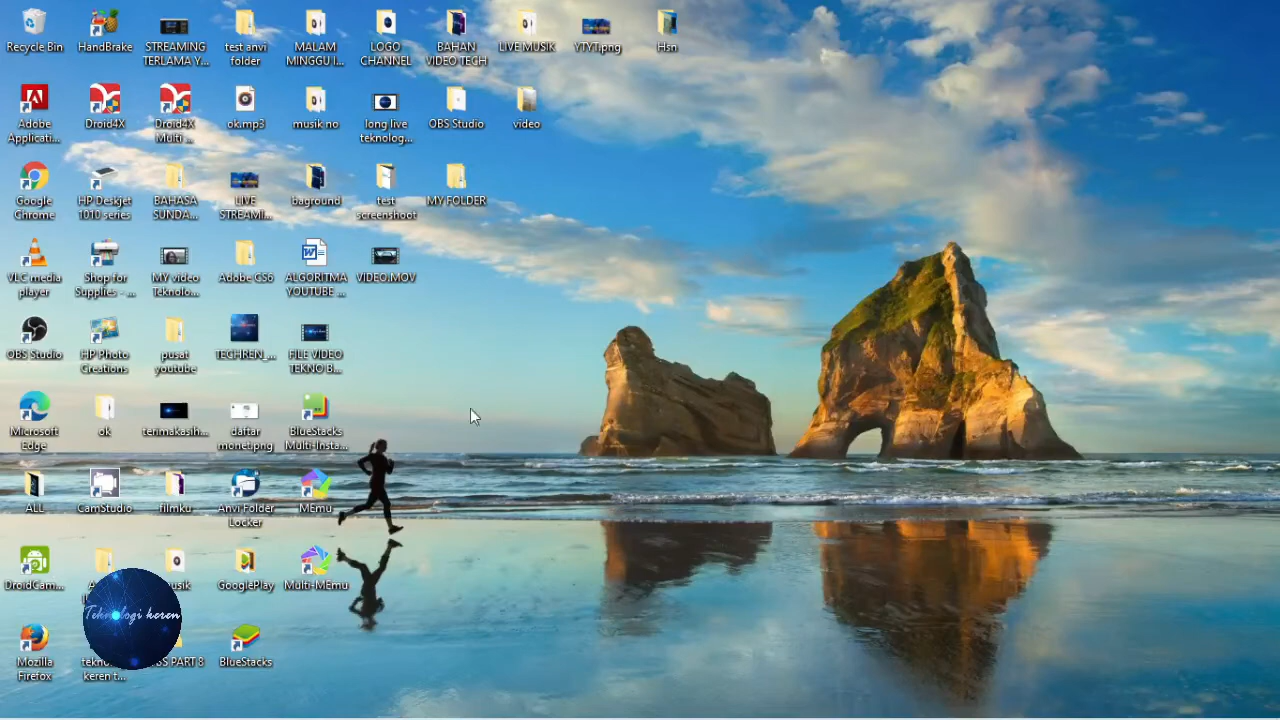 Recycle Bin
HandBrake
STREAMING
TERLAMA Y...
test anvi
folder
MALAM
MINGGU I...
LOGO
CHANNEL
BAHAN
VIDEO TECH
LIVE MUSIK
YTYT.png
Hsn
Adobe
Applicati...
Droid4X
Droid4X
Multi ...
ok.mp3
musik no
long live
teknolog...
OBS Studio
video
Google
Chrome
HP Deskjet
1010 series
BAHASA
SUNDA...
LIVE
STREAMI...
baground
test
screenshoot
MY FOLDER
VLC media
player
Shop for
Supplies - ...
MY video
Teknolo...
Adobe CS6
ALGORITMA
YOUTUBE ...
VIDEO.MOV
OBS Studio
HP Photo
Creations
pusat
youtube
TECHREN_...
FILE VIDEO
TEKNO B...
Microsoft
Edge
ok
terimakasih...
daftar
monet.png
BlueStacks
Multi-Insta...
ALL
CamStudio
filmku
Anvi Folder
Locker
MEmu
DroidCam...
GooglePlay
Multi-MEmu
Teknologi keren
Mozilla
Firefox
keren t...
PART 8
BlueStacks